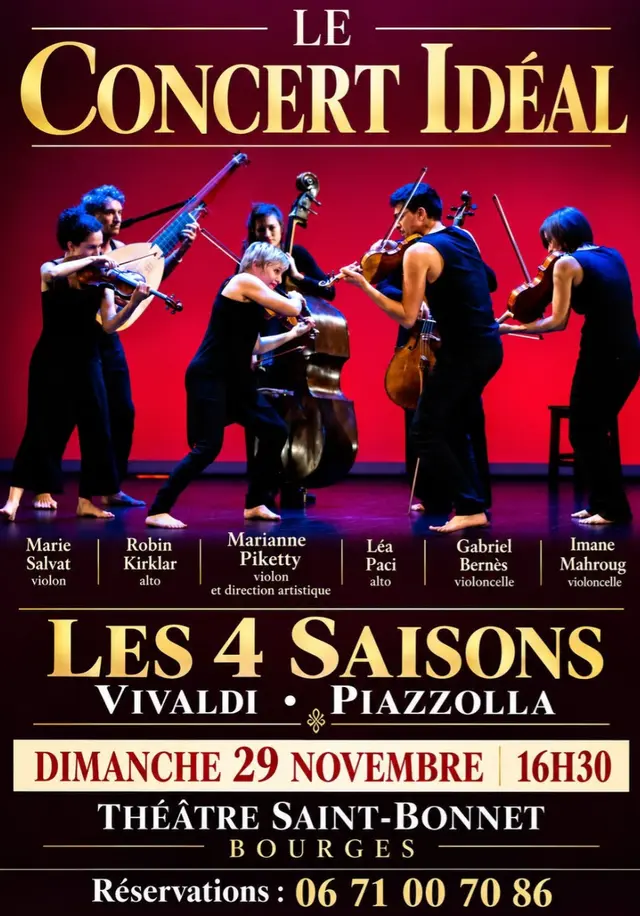 LE
CONCERT IDÉAL
Marie
Salvat
violon
Robin
Kirklar
alto
Marianne
Piketty
violon
et direction artistique
Léa
Paci
alto
Gabriel
Bernès
violoncelle
Imane
Mahroug
violoncelle
LES 4 SAISONS
VIVALDI • PIAZZOLLA
DIMANCHE 29 NOVEMBRE | 16H30
THÉÂTRE SAINT-BONNET
BOURGES
Réservations : 06 71 00 70 86